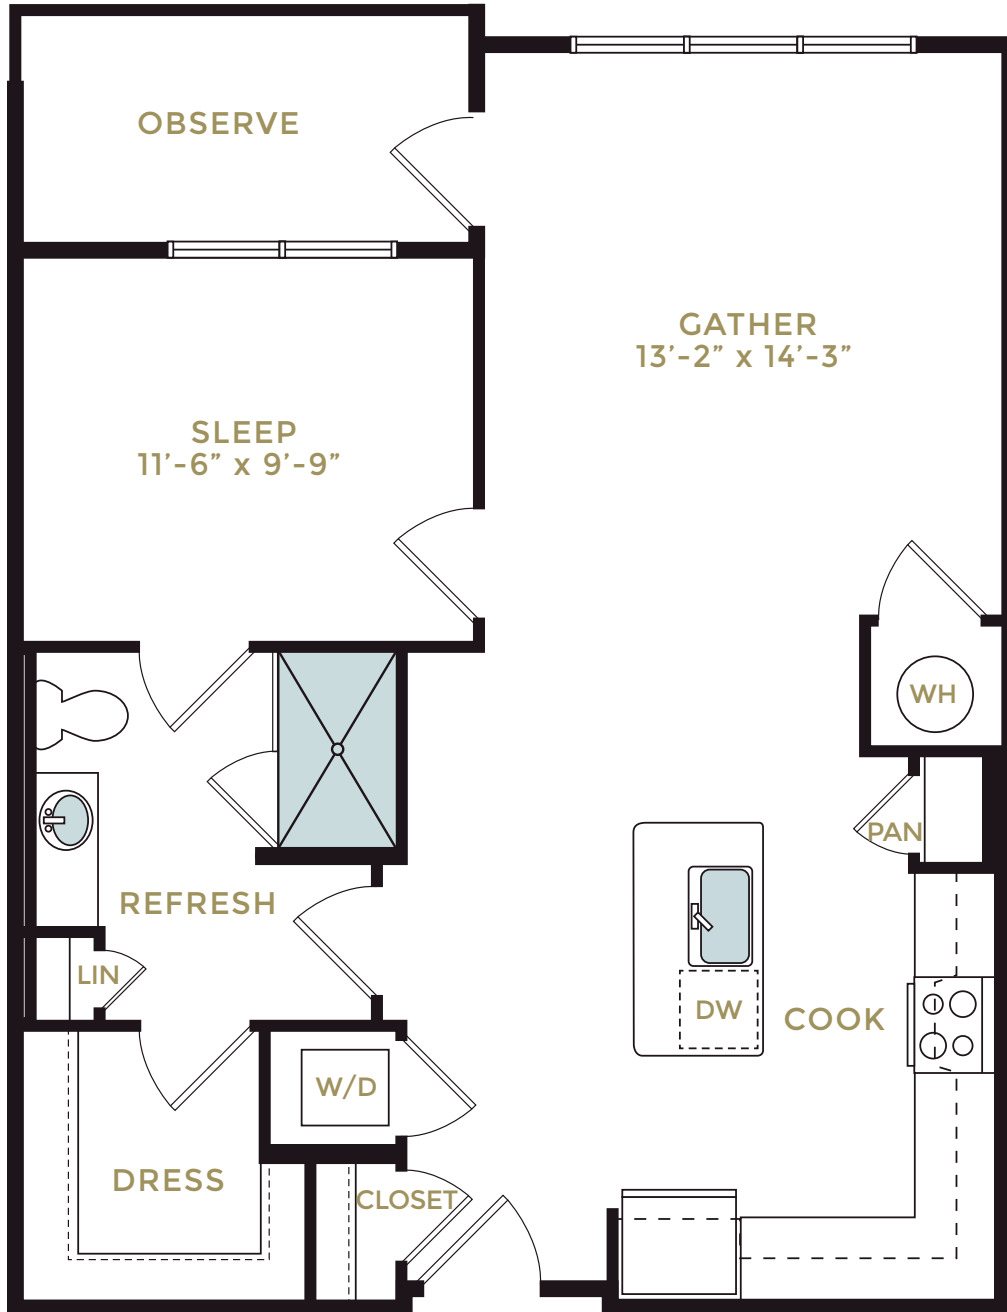 OBSERVE
GATHER
13’-2” x 14’-3”
SLEEP
11’-6” x 9’-9”
WH
PAN
REFRESH
LIN
DW
COOK
W/D
DRESS
CLOSET